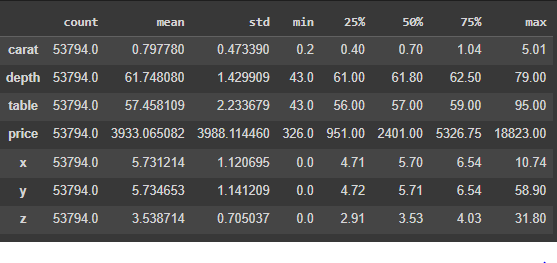 count mean std min 25% 50% 75% max
carat 53794.0 0.797780 0.473390 0.2 0.40 0.70 1.04 5.01
depth 53794.0 61.748080 1.429909 43.0 61.00 61.80 62.50 79.00
table 53794.0 57.458109 2.233679 43.0 56.00 57.00 59.00 95.00
price 53794.0 3933.065082 3988.114460 326.0 951.00 2401.00 5326.75 18823.00
x 53794.0 5.731214 1.120695 0.0 4.71 5.70 6.54 10.74
y 53794.0 5.734653 1.141209 0.0 4.72 5.71 6.54 58.90
z 53794.0 3.538714 0.705037 0.0 2.91 3.53 4.03 31.80